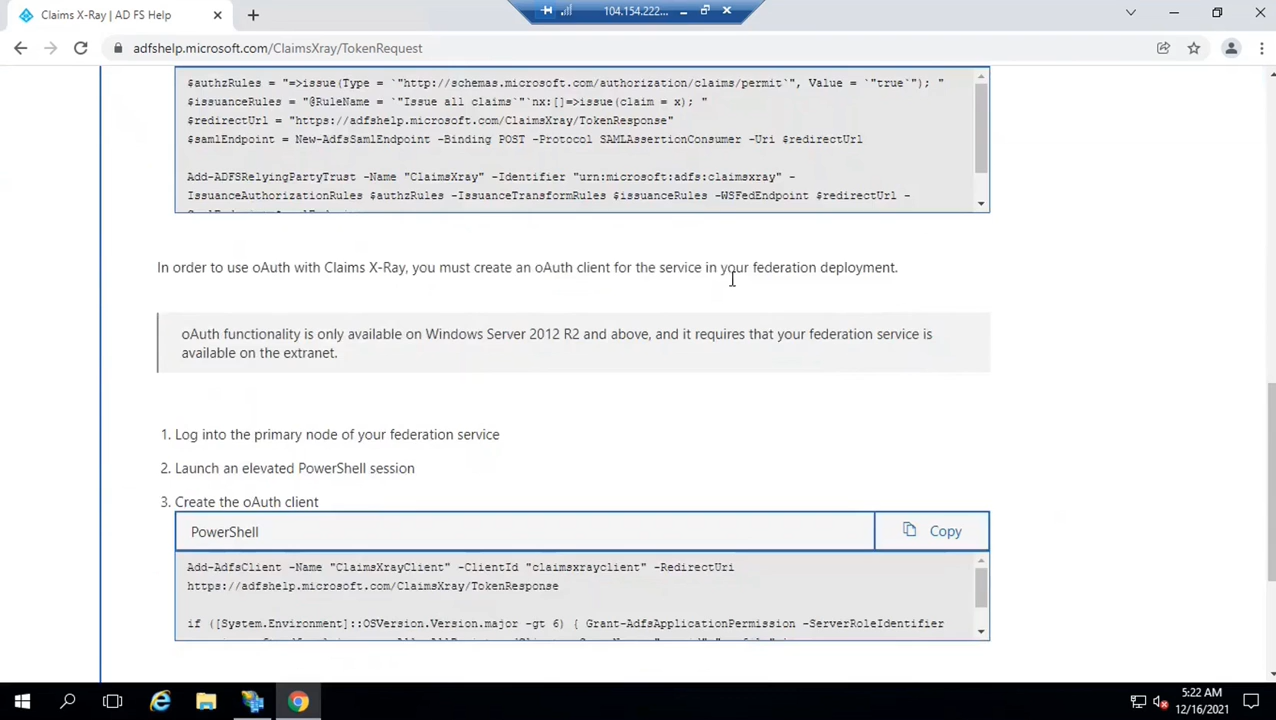 Claims X-Ray | AD FS Help
104.154.222...
adfshelp.microsoft.com/ClaimsXray/TokenRequest
$authzRules = "=>issue(Type = `"http://schemas.microsoft.com/authorization/claims/permit`", Value = `"true`"); "
$issuanceRules = "@RuleName = `"Issue all claims`"`nx:[]=>issue(claim = x); "
$redirectUrl = "https://adfshelp.microsoft.com/ClaimsXray/TokenResponse"
$samlEndpoint = New-AdfsSamlEndpoint -Binding POST -Protocol SAMLAssertionConsumer -Uri $redirectUrl
Add-ADFSRelyingPartyTrust -Name "ClaimsXray" -Identifier "urn:microsoft:adfs:claimsxray" -
IssuanceAuthorizationRules $authzRules -IssuanceTransformRules $issuanceRules -WSFedEndpoint $redirectUrl -
In order to use oAuth with Claims X-Ray, you must create an oAuth client for the service in your federation deployment.
oAuth functionality is only available on Windows Server 2012 R2 and above, and it requires that your federation service is
available on the extranet.
1. Log into the primary node of your federation service
2. Launch an elevated PowerShell session
3. Create the oAuth client
PowerShell
Copy
Add-AdfsClient -Name "ClaimsXrayClient" -ClientId "claimsxrayclient" -RedirectUri
https://adfshelp.microsoft.com/ClaimsXray/TokenResponse
if ([System.Environment]::OSVersion.Version.major -gt 6) { Grant-AdfsApplicationPermission -ServerRoleIdentifier
5:22 AM
12/16/2021